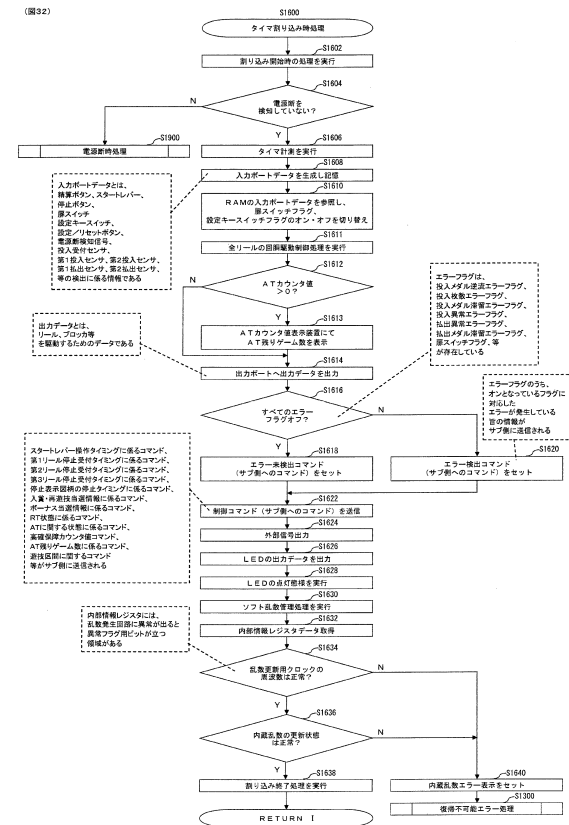 (図32)
S1600
タイマ割り込み時処理
S1602
割り込み開始時の処理を実行
S1604
電源断を
検知していない？
N
Y
S1900
電源断時処理
S1606
タイマ計測を実行
S1608
入力ポートデータを生成し記憶
S1610
RAMの入力ポートデータを参照し、
扉スイッチフラグ、
設定キースイッチフラグのオン・オフを切り替え
S1611
全リールの回胴駆動制御処理を実行
入力ポートデータとは、
精算ボタン、スタートレバー、
停止ボタン、
扉スイッチ
設定キースイッチ、
設定／リセットボタン、
電源断検知信号、
投入受付センサ、
第1投入センサ、第2投入センサ、
第1払出センサ、第2払出センサ、
等の検出に係る情報である
S1612
ATカウンタ値
＞0？
N
Y
S1613
ATカウンタ値表示装置にて
AT残りゲーム数を表示
出力データとは、
リール、ブロッカ等
を駆動するためのデータである
S1614
出力ポートへ出力データを出力
エラーフラグは、
投入メダル逆流エラーフラグ、
投入枚数エラーフラグ、
投入メダル滞留エラーフラグ、
投入異常エラーフラグ、
払出異常エラーフラグ、
払出メダル滞留エラーフラグ、
扉スイッチフラグ、等
が存在している
S1616
すべてのエラー
フラグオフ？
N
Y
エラーフラグのうち、
オンとなっているフラグに
対応した
エラーが発生している
旨の情報が
サブ側に送信される
S1618
エラー未検出コマンド
（サブ側へのコマンド）をセット
S1620
エラー検出コマンド
（サブ側へのコマンド）をセット
スタートレバー操作タイミングに係るコマンド、
第1リール停止受付タイミングに係るコマンド、
第2リール停止受付タイミングに係るコマンド、
第3リール停止受付タイミングに係るコマンド、
停止表示図柄の停止タイミングに係るコマンド、
入賞・再遊技当選情報に係るコマンド、
ボーナス当選情報に係るコマンド、
RT状態に係るコマンド、
ATに関する状態に係るコマンド、
高確保障カウンタ値コマンド、
AT残りゲーム数に係るコマンド、
遊技区間に関するコマンド
等がサブ側に送信される
S1622
制御コマンド（サブ側へのコマンド）を送信
S1624
外部信号出力
S1626
LEDの出力データを出力
S1628
LEDの点灯態様を実行
S1630
ソフト乱数管理処理を実行
S1632
内部情報レジスタデータ取得
内部情報レジスタには、
乱数発生回路に異常が出ると
異常フラグ用ビットが立つ
領域がある
S1634
乱数更新用クロックの
周波数は正常？
N
Y
S1636
内蔵乱数の更新状態
は正常？
N
Y
S1638
割り込み終了処理を実行
S1640
内蔵乱数エラー表示をセット
S1300
復帰不可能エラー処理
RETURN I